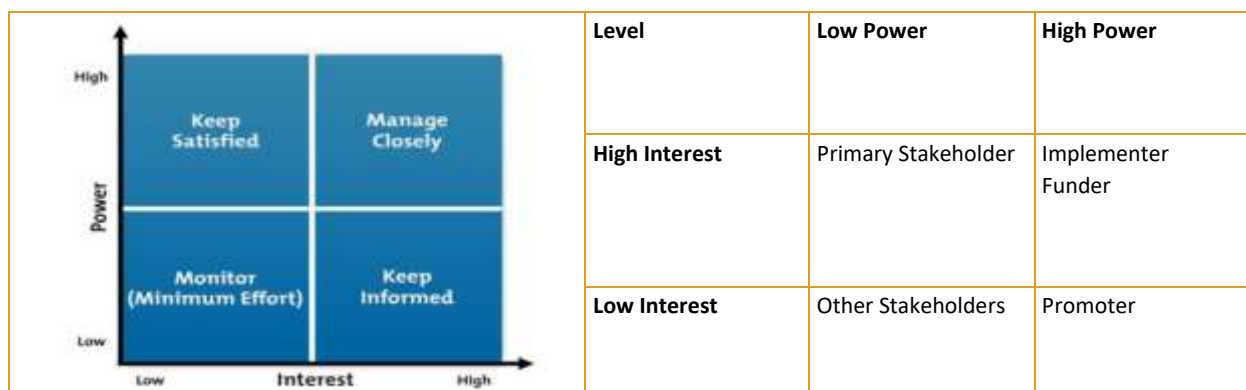 High
Keep
Satisfied
Manage
Closely
Power
Monitor
(Minimum Effort)
Keep
Informed
Low
Low
Interest
High
Level
Low Power
High Power
High Interest
Primary Stakeholder
Implementer
Funder
Low Interest
Other Stakeholders
Promoter